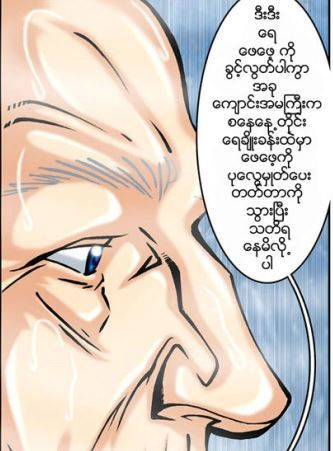 ဒီးဒီး
ရေ
ဖေဖေ့ ကို
ခွင့်လွတ်ပါကွာ
အခု
ကျောင်းအမကြီးက
စနေနေ့ တိုင်း
ရေချိုးခန်းထဲမှာ
ဖေဖေ့ကို
ပုလွေမှုတ်ပေး
တတ်တာကို
သွားပြီး
သတိရ
နေမိလို့
ပါ